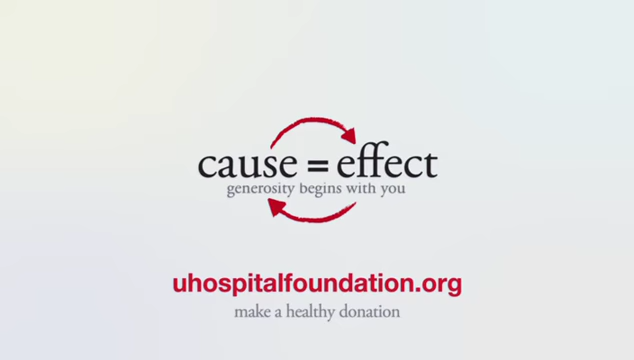 cause = effect
generosity begins with you
uhospitalfoundation.org
make a healthy donation